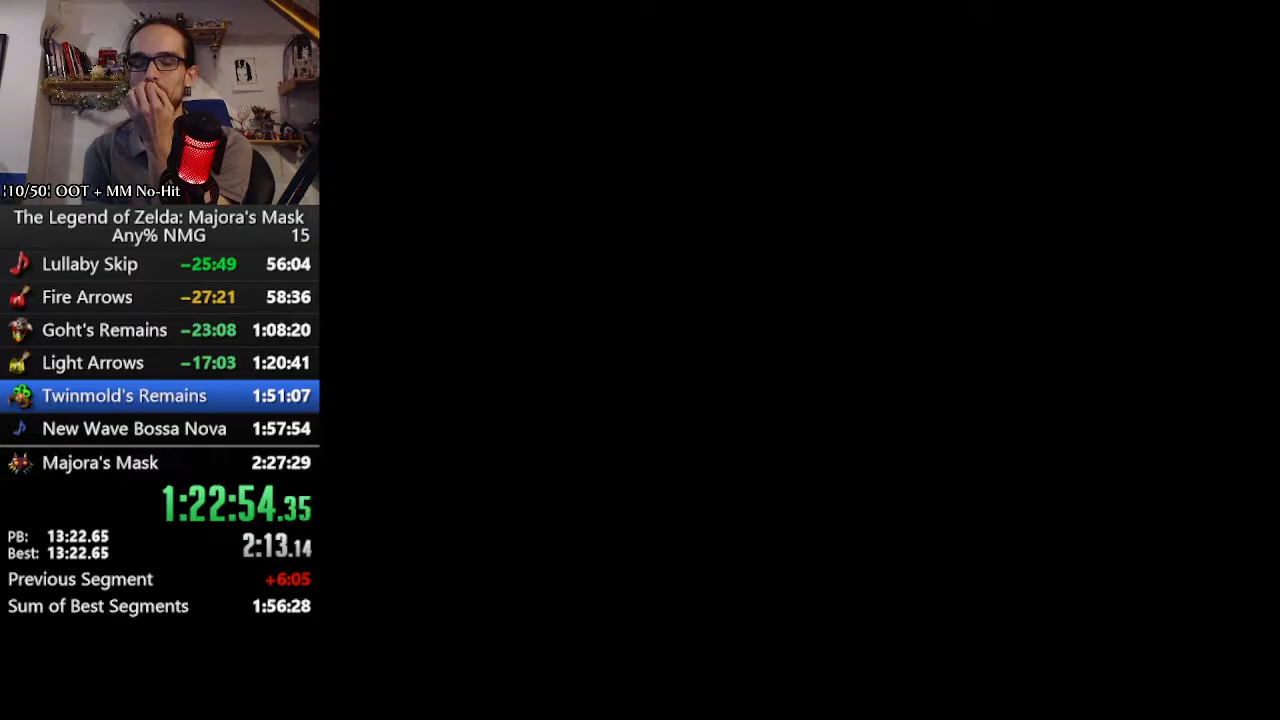 ¦10/50¦ OOT + MM No-Hit
The Legend of Zelda: Majora's Mask
Any% NMG 15
Lullaby Skip −25:49 56:04
Fire Arrows −27:21 58:36
Goht's Remains −23:08 1:08:20
Light Arrows −17:03 1:20:41
Twinmold's Remains 1:51:07
New Wave Bossa Nova 1:57:54
Majora's Mask 2:27:29
1:22:54.35
PB: 13:22.65
Best: 13:22.65
2:13.14
Previous Segment +6:05
Sum of Best Segments 1:56:28